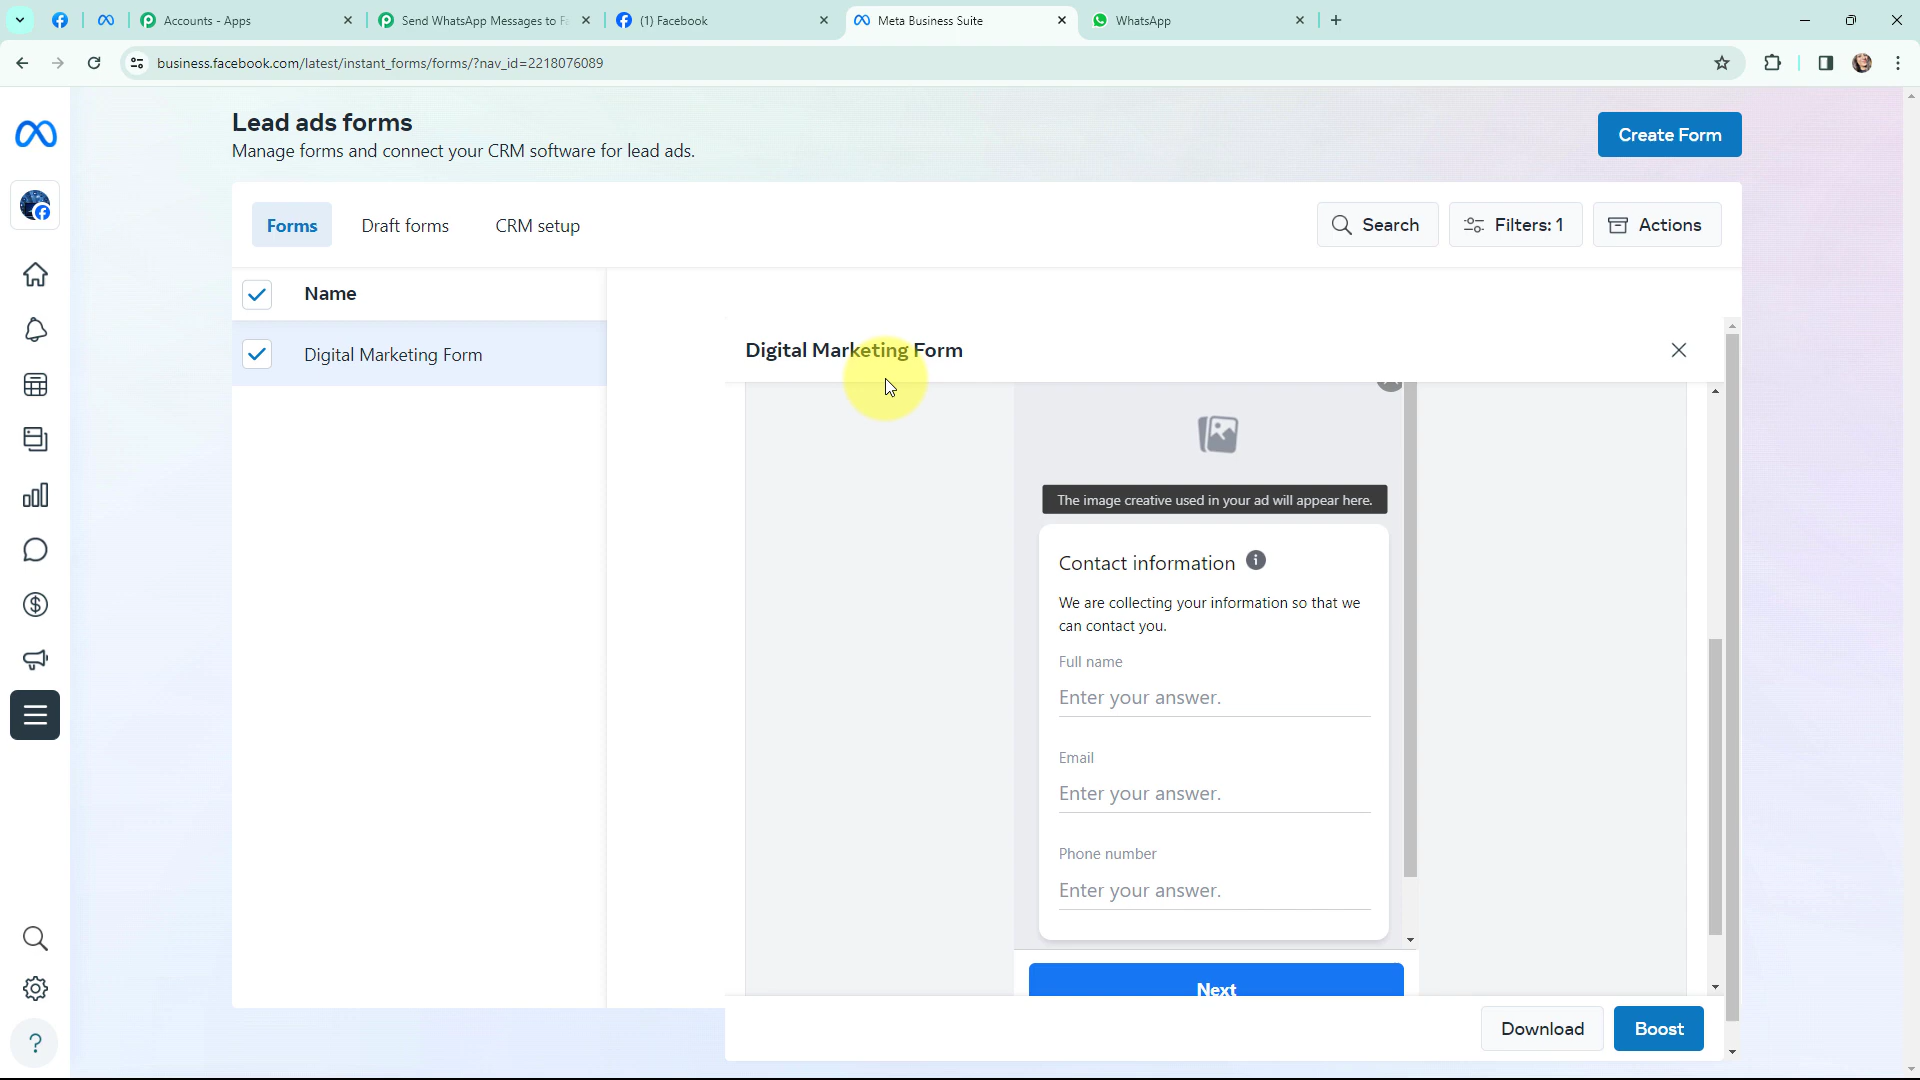 Accounts - Apps
Send WhatsApp Messages to F
(1) Facebook
Meta Business Suite
WhatsApp
business.facebook.com/latest/instant_forms/forms/?nav_id=2218076089
Lead ads forms
Manage forms and connect your CRM software for lead ads.
Create Form
Forms
Draft forms
CRM setup
Search
Filters: 1
Actions
Name
Digital Marketing Form
Digital Marketing Form
The image creative used in your ad will appear here.
Contact information
We are collecting your information so that we
can contact you.
Full name
Enter your answer.
Email
Enter your answer.
Phone number
Enter your answer.
Next
Download
Boost